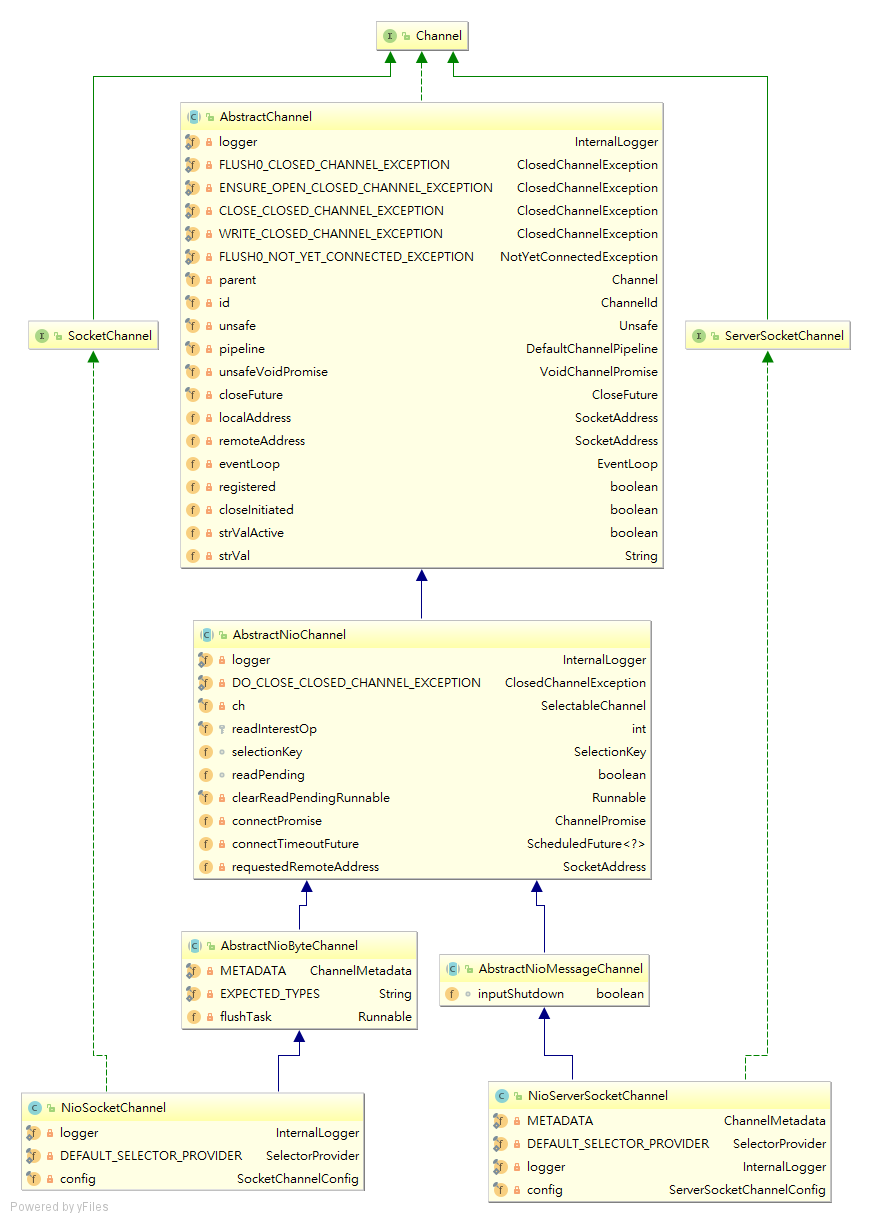 Channel
AbstractChannel
logger InternalLogger
FLUSH0_CLOSED_CHANNEL_EXCEPTION ClosedChannelException
ENSURE_OPEN_CLOSED_CHANNEL_EXCEPTION ClosedChannelException
CLOSE_CLOSED_CHANNEL_EXCEPTION ClosedChannelException
WRITE_CLOSED_CHANNEL_EXCEPTION ClosedChannelException
FLUSH0_NOT_YET_CONNECTED_EXCEPTION NotYetConnectedException
parent Channel
id ChannelId
unsafe Unsafe
pipeline DefaultChannelPipeline
unsafeVoidPromise VoidChannelPromise
closeFuture CloseFuture
localAddress SocketAddress
remoteAddress SocketAddress
eventLoop EventLoop
registered boolean
closeInitiated boolean
strValActive boolean
strVal String
SocketChannel
ServerSocketChannel
AbstractNioChannel
logger InternalLogger
DO_CLOSE_CLOSED_CHANNEL_EXCEPTION ClosedChannelException
ch SelectableChannel
readInterestOp int
selectionKey SelectionKey
readPending boolean
clearReadPendingRunnable Runnable
connectPromise ChannelPromise
connectTimeoutFuture ScheduledFuture<?>
requestedRemoteAddress SocketAddress
AbstractNioByteChannel
METADATA ChannelMetadata
EXPECTED_TYPES String
flushTask Runnable
AbstractNioMessageChannel
inputShutdown boolean
NioSocketChannel
logger InternalLogger
DEFAULT_SELECTOR_PROVIDER SelectorProvider
config SocketChannelConfig
NioServerSocketChannel
METADATA ChannelMetadata
DEFAULT_SELECTOR_PROVIDER SelectorProvider
logger InternalLogger
config ServerSocketChannelConfig
Powered by yFiles